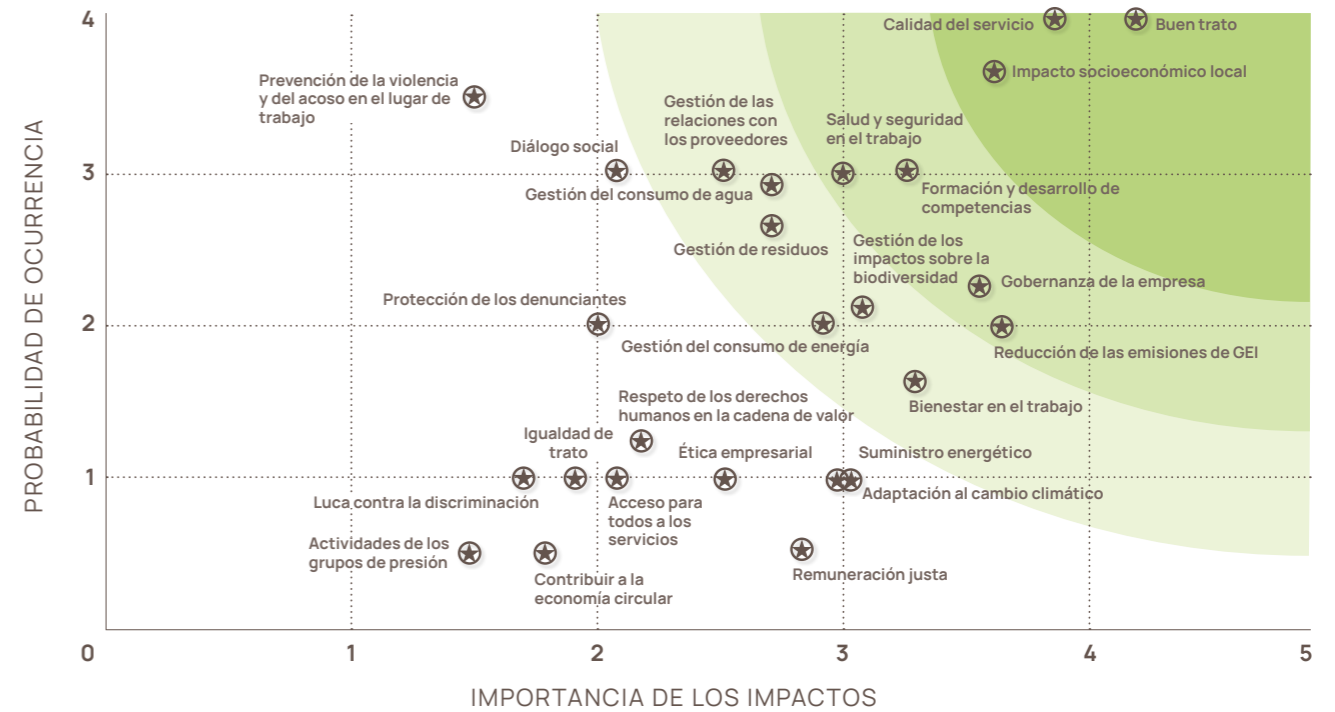 4
Calidad del servicio
Buen trato
Impacto socioeconómico local
Prevención de la violencia
y del acoso en el lugar de
trabajo
Gestión de las
relaciones con
los proveedores
Salud y seguridad
en el trabajo
Diálogo social
3
Gestión del consumo de agua
Formación y desarrollo de
competencias
Gestión de residuos
Gestión de los
impactos sobre la
biodiversidad
Gobernanza de la empresa
Protección de los denunciantes
2
Gestión del consumo de energía
Reducción de las emisiones de GEI
Respeto de los derechos
humanos en la cadena de valor
Bienestar en el trabajo
Igualdad de
trato
Ética empresarial
Suministro energético
1
Luca contra la discriminación
Acceso para
todos a los
servicios
Adaptación al cambio climático
Actividades de los
grupos de presión
Contribuir a la
economía circular
Remuneración justa
PROBABILIDAD DE OCURRENCIA
0 1 2 3 4 5
IMPORTANCIA DE LOS IMPACTOS